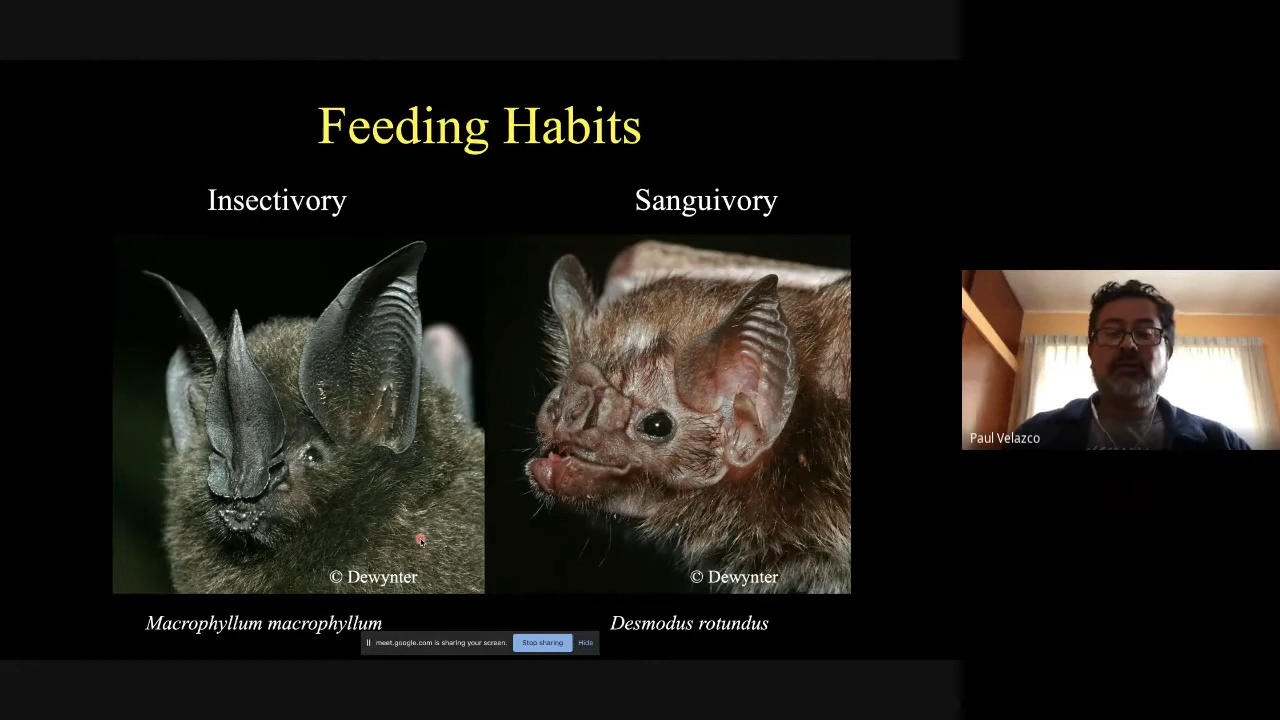 Feeding Habits
Insectivory
Sanguivory
© Dewynter
© Dewynter
Macrophyllum macrophyllum
Desmodus rotundus
meet.google.com is sharing your screen.
Stop sharing
Hide
Paul Velazco